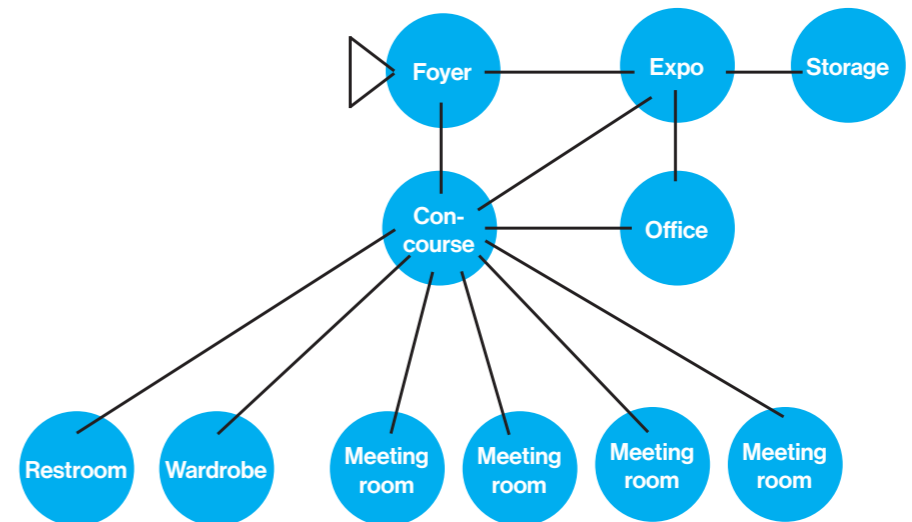 Foyer
Expo
Storage
Con-
course
Office
Restroom
Wardrobe
Meeting
room
Meeting
room
Meeting
room
Meeting
room